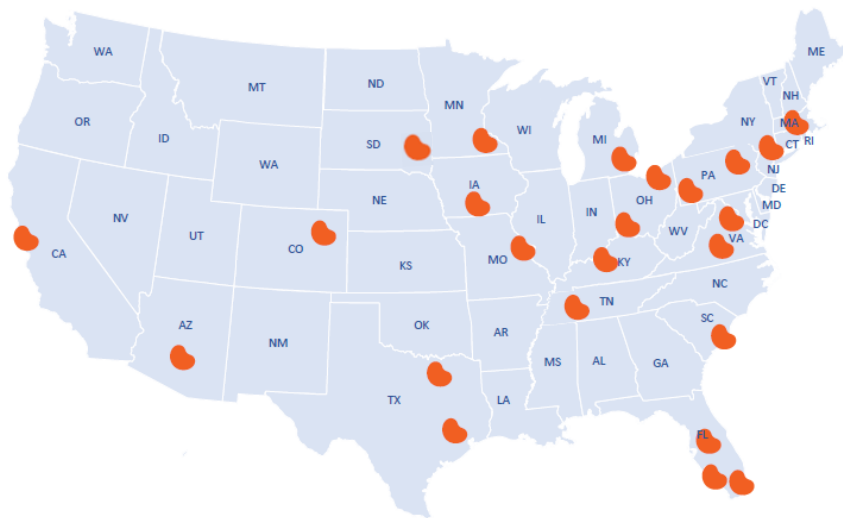 WA
MT
ND
MN
ME
VT
NH
OR
ID
WA
SD
WI
MI
NY
MA
CT
RI
NV
UT
CO
NE
IA
IL
IN
OH
PA
NJ
DE
MD
DC
CA
KS
MO
KY
WV
VA
AZ
NM
OK
AR
TN
NC
SC
TX
LA
MS
AL
GA
FL